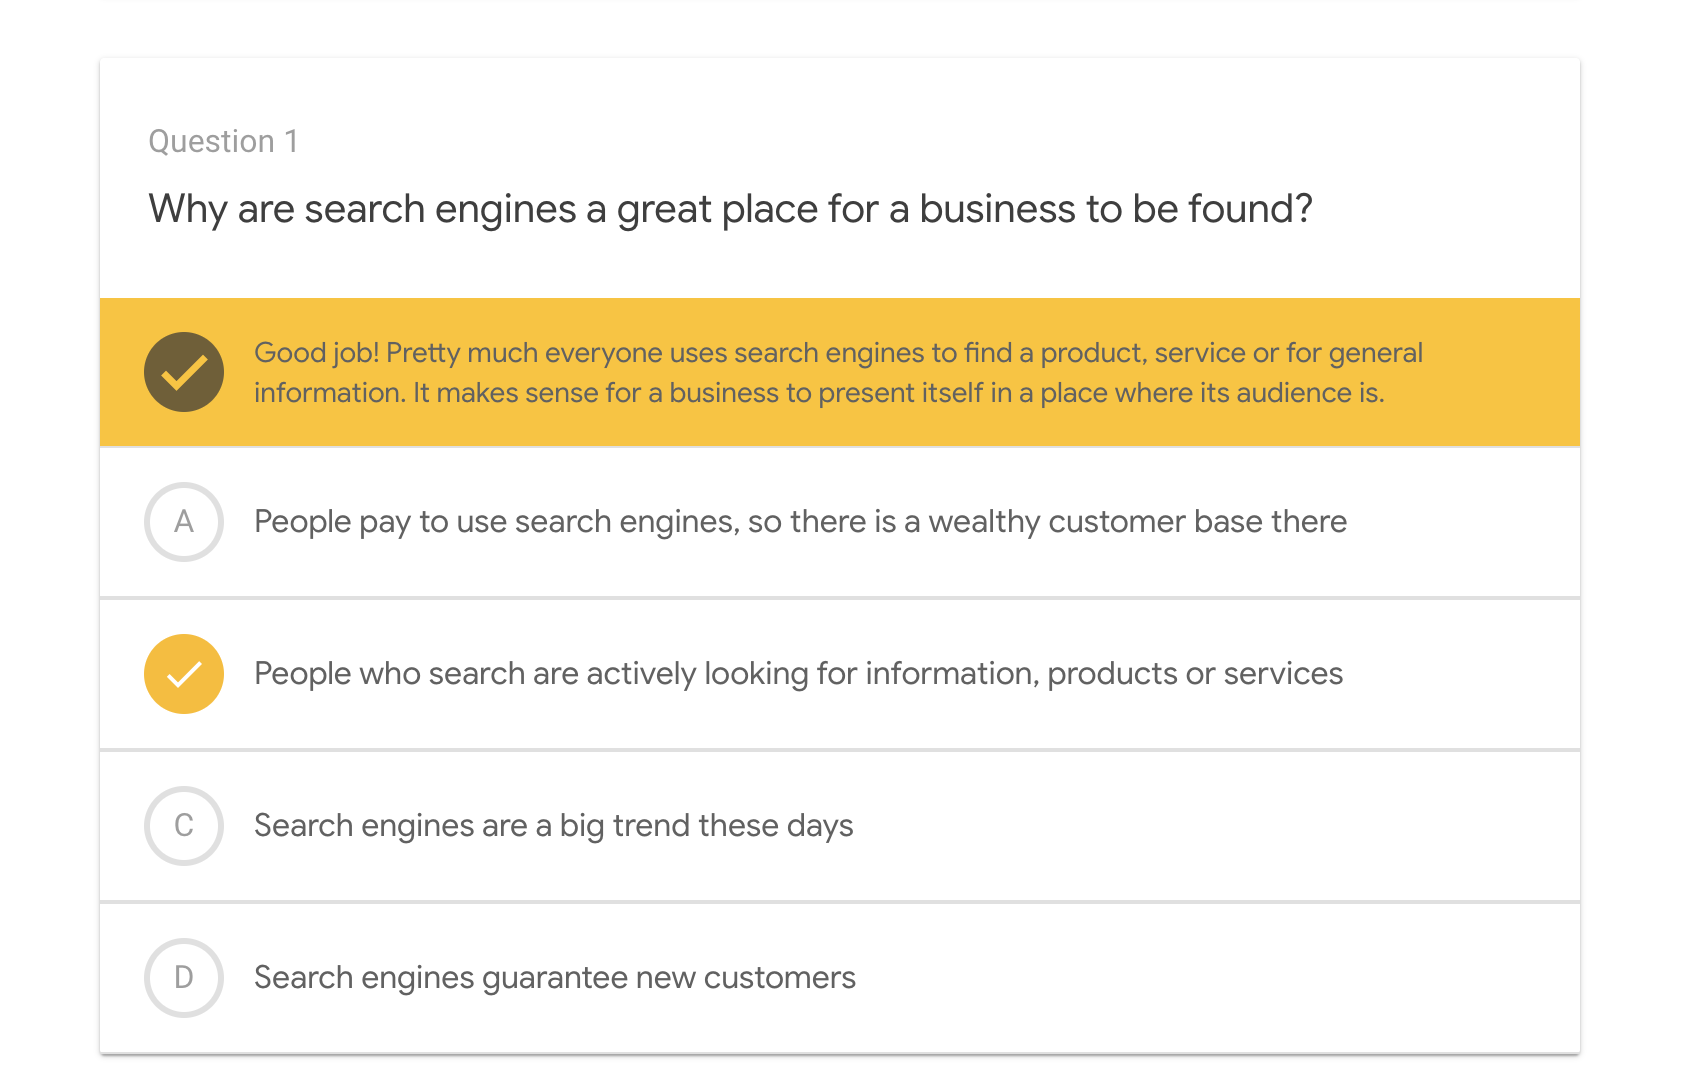 Question 1
Why are search engines a great place for a business to be found?
Good job! Pretty much everyone uses search engines to find a product, service or for general
information. It makes sense for a business to present itself in a place where its audience is.
A People pay to use search engines, so there is a wealthy customer base there
People who search are actively looking for information, products or services
C Search engines are a big trend these days
D Search engines guarantee new customers